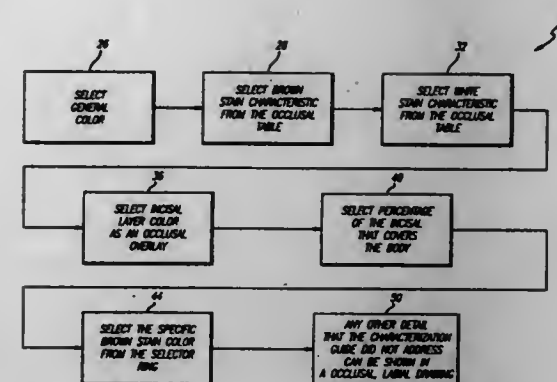 26
SELECT
GENERAL
COLOR
28
SELECT BROWN
STAIN CHARACTERISTIC
FROM THE OCCLUSAL
TABLE
32
SELECT WHITE
STAIN CHARACTERISTIC
FROM THE OCCLUSAL
TABLE
36
SELECT INCISAL
LAYER COLOR
AS AN OCCLUSAL
OVERLAY
40
SELECT PERCENTAGE
OF THE INCISAL
THAT COVERS
THE BODY
44
SELECT THE SPECIFIC
BROWN STAIN COLOR
FROM THE SELECTOR
RING
50
ANY OTHER DETAIL
THAT THE CHARACTERIZATION
GUIDE DID NOT ADDRESS
CAN BE SHOWN IN
A OCCLUSAL, LABIAL DRAWING